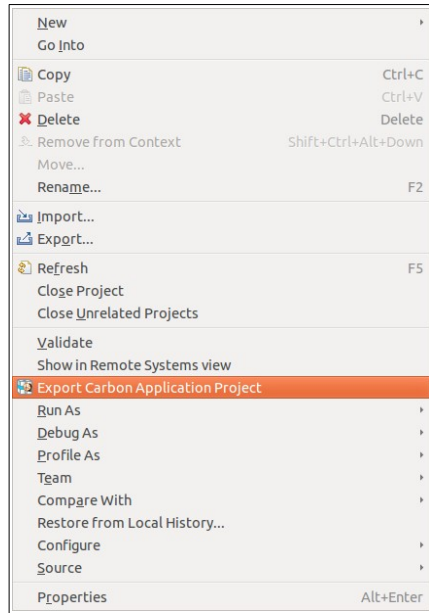 New
Go Into
Copy Ctrl+C
Paste Ctrl+V
Delete Delete
Remove from Context Shift+Ctrl+Alt+Down
Move...
Rename... F2
Import...
Export...
Refresh F5
Close Project
Close Unrelated Projects
Validate
Show in Remote Systems view
Export Carbon Application Project
Run As
Debug As
Profile As
Team
Compare With
Restore from Local History...
Configure
Source
Properties Alt+Enter